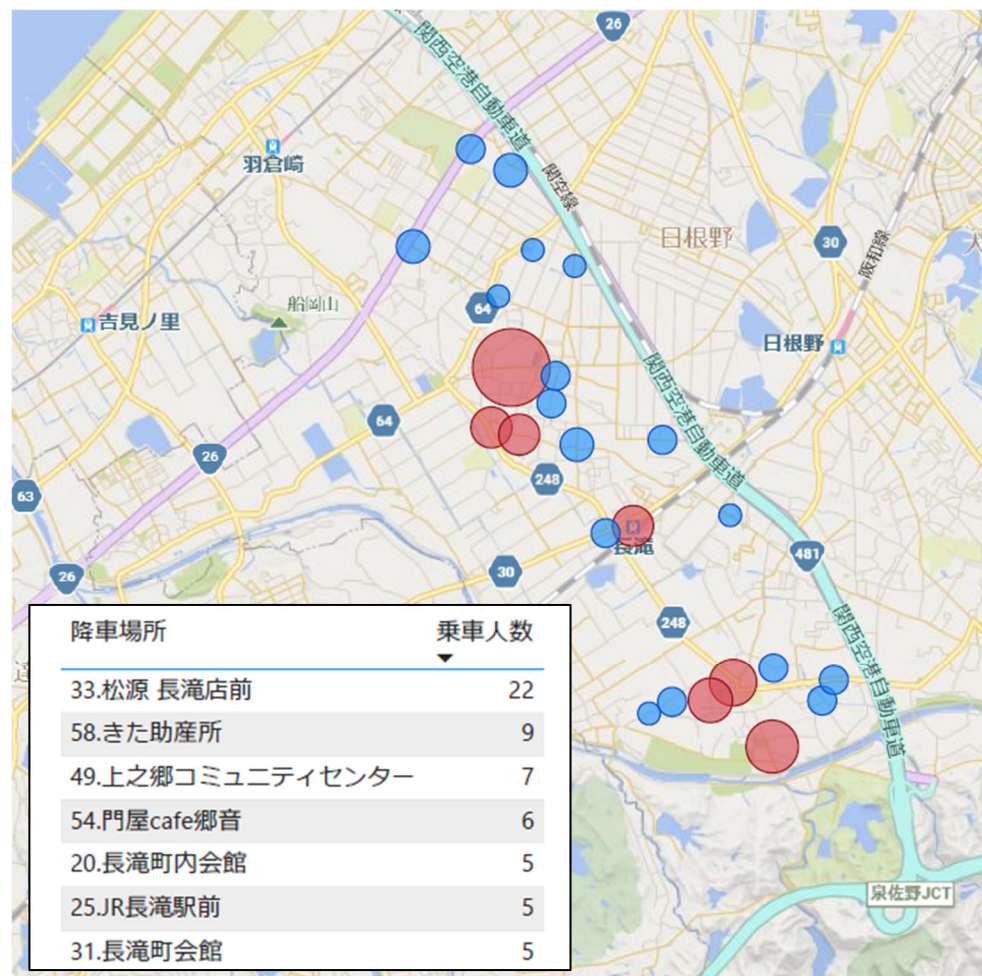 26
関西空港自動車道
羽倉崎
関空線
日根野
30
阪和線
船岡山
64
吉見ノ里
日根野
関西空港自動車道
64
26
248
63
長滝
481
26
30
248
関西空港自動車道
泉佐野JCT
降車場所 乗車人数
33.松源 長滝店前 22
58.きた助産所 9
49.上之郷コミュニティセンター 7
54.門屋cafe郷音 6
20.長滝町内会館 5
25.JR長滝駅前 5
31.長滝町会館 5